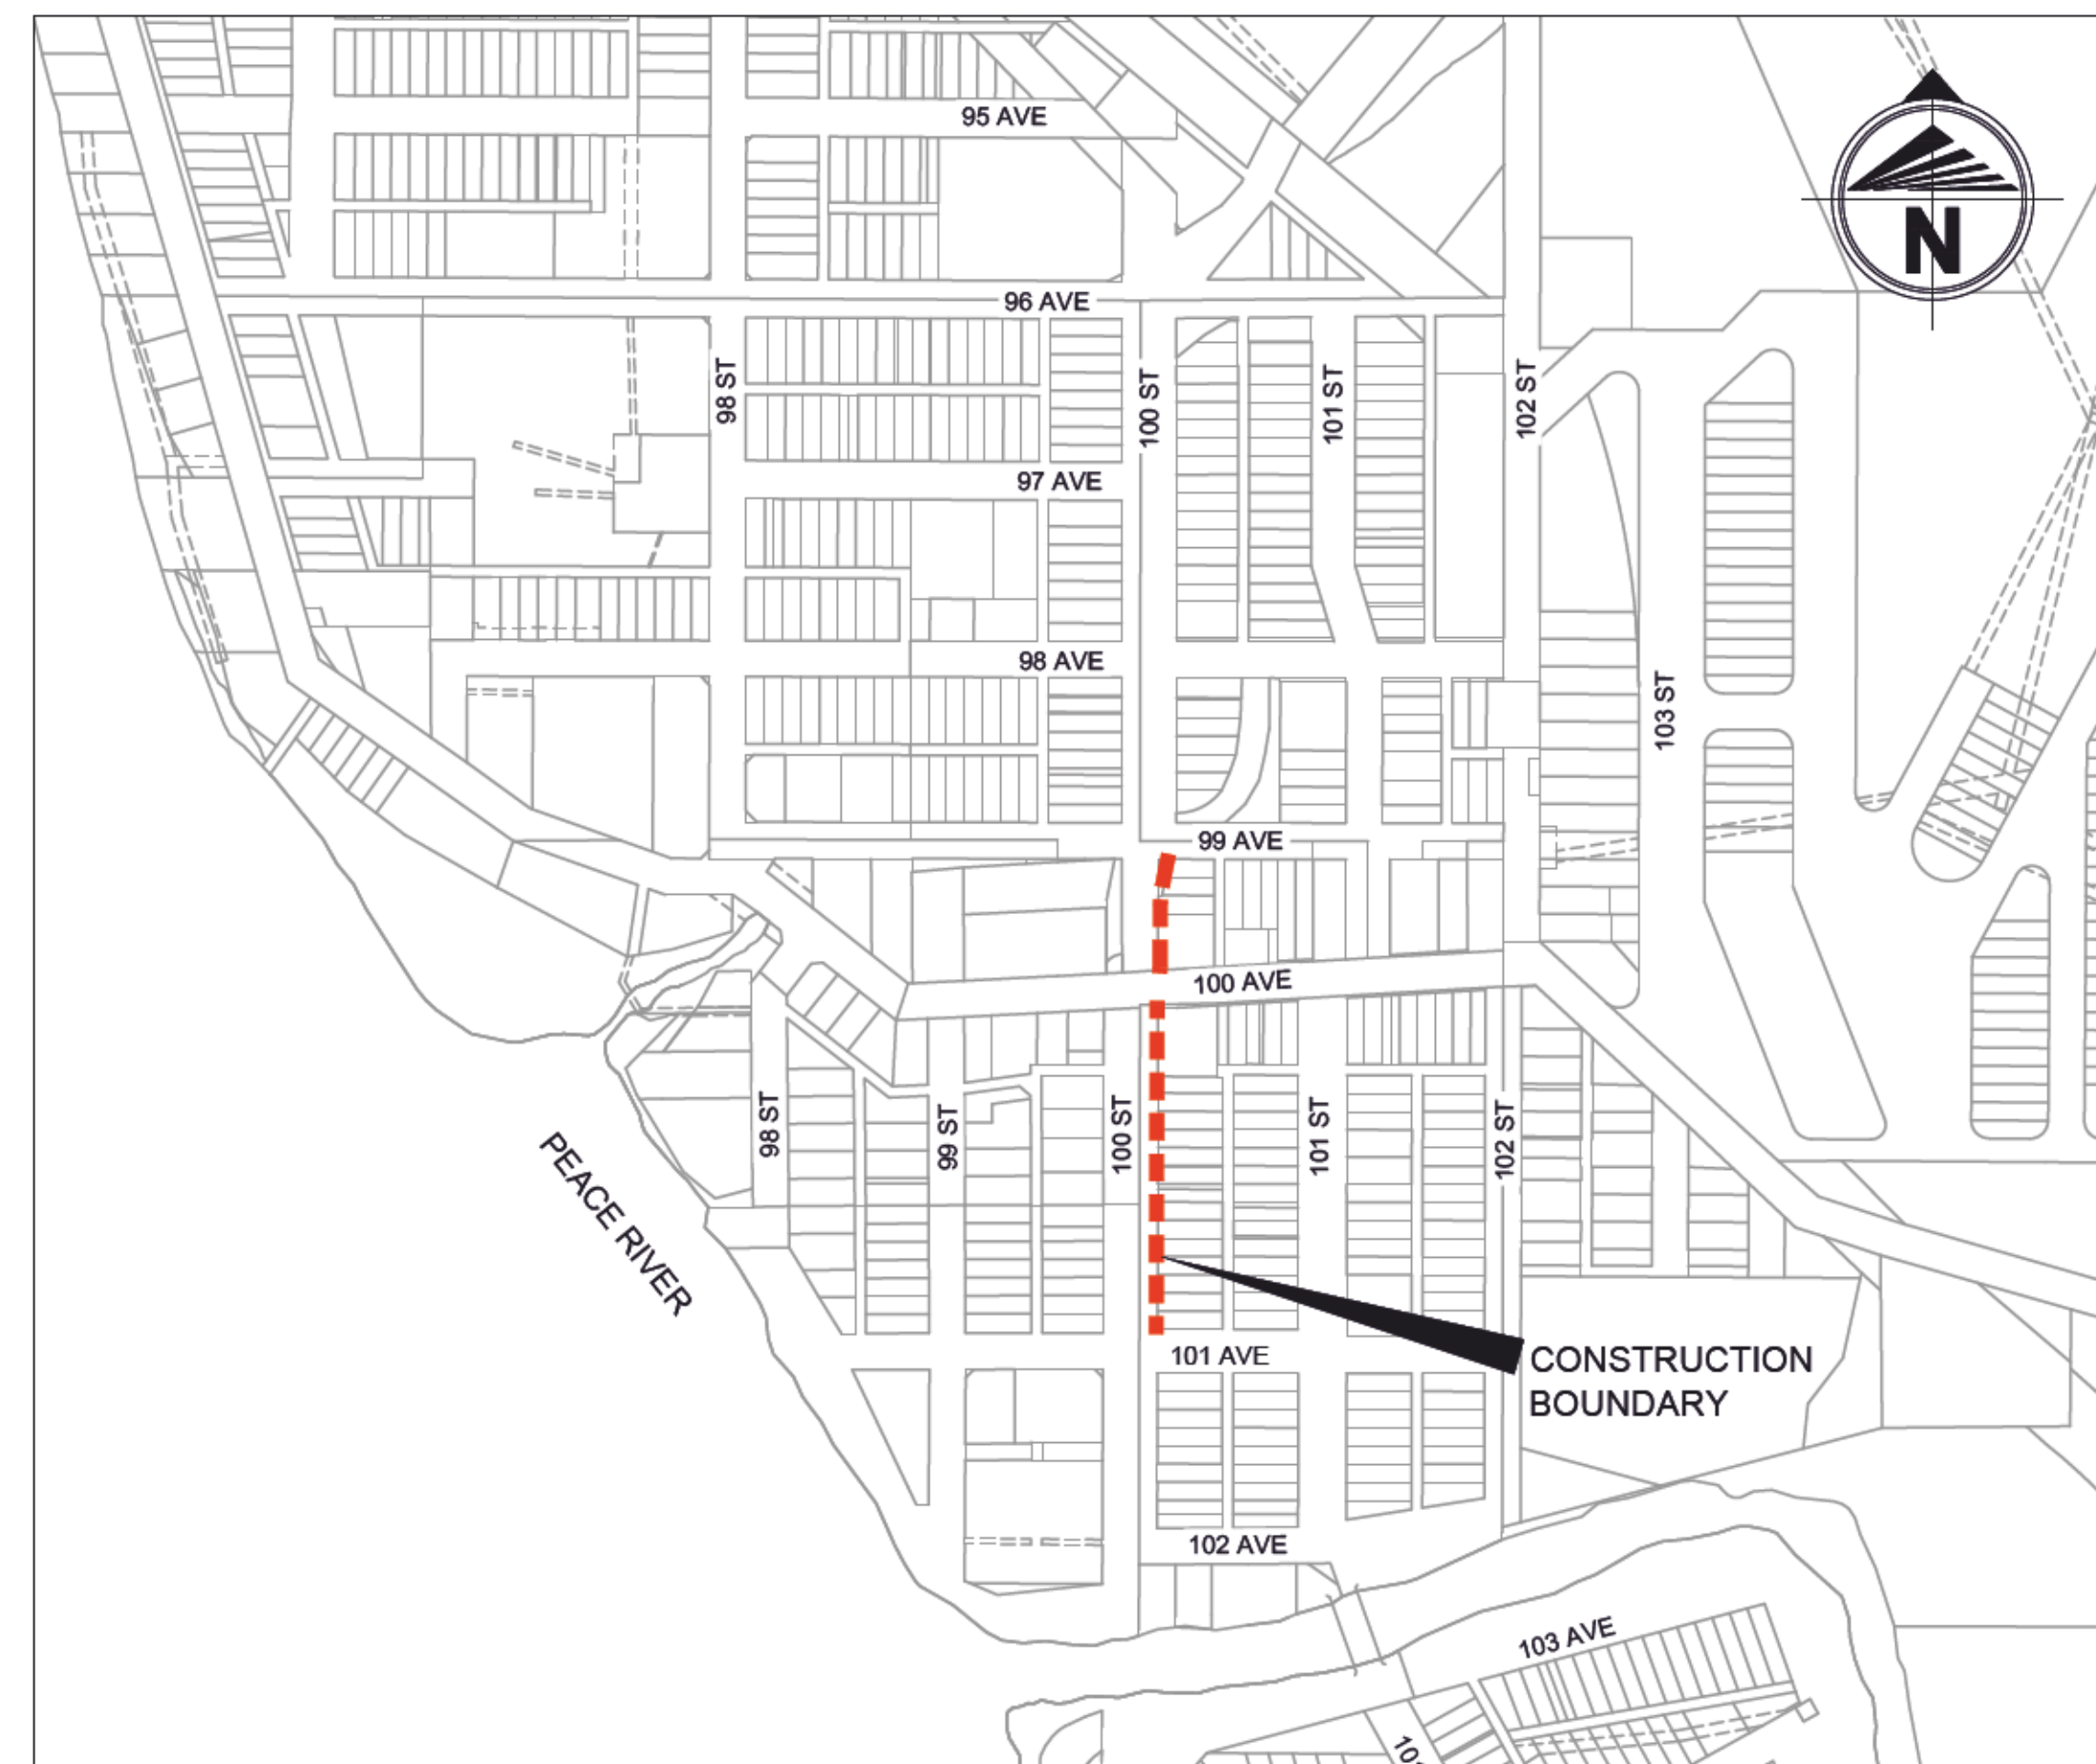 95 AVE
N
96 AVE
98 ST
100 ST
101 ST
102 ST
97 AVE
98 AVE
103 ST
99 AVE
100 AVE
98 ST
99 ST
100 ST
101 ST
102 ST
PEACE RIVER
101 AVE
CONSTRUCTION
BOUNDARY
102 AVE
103 AVE